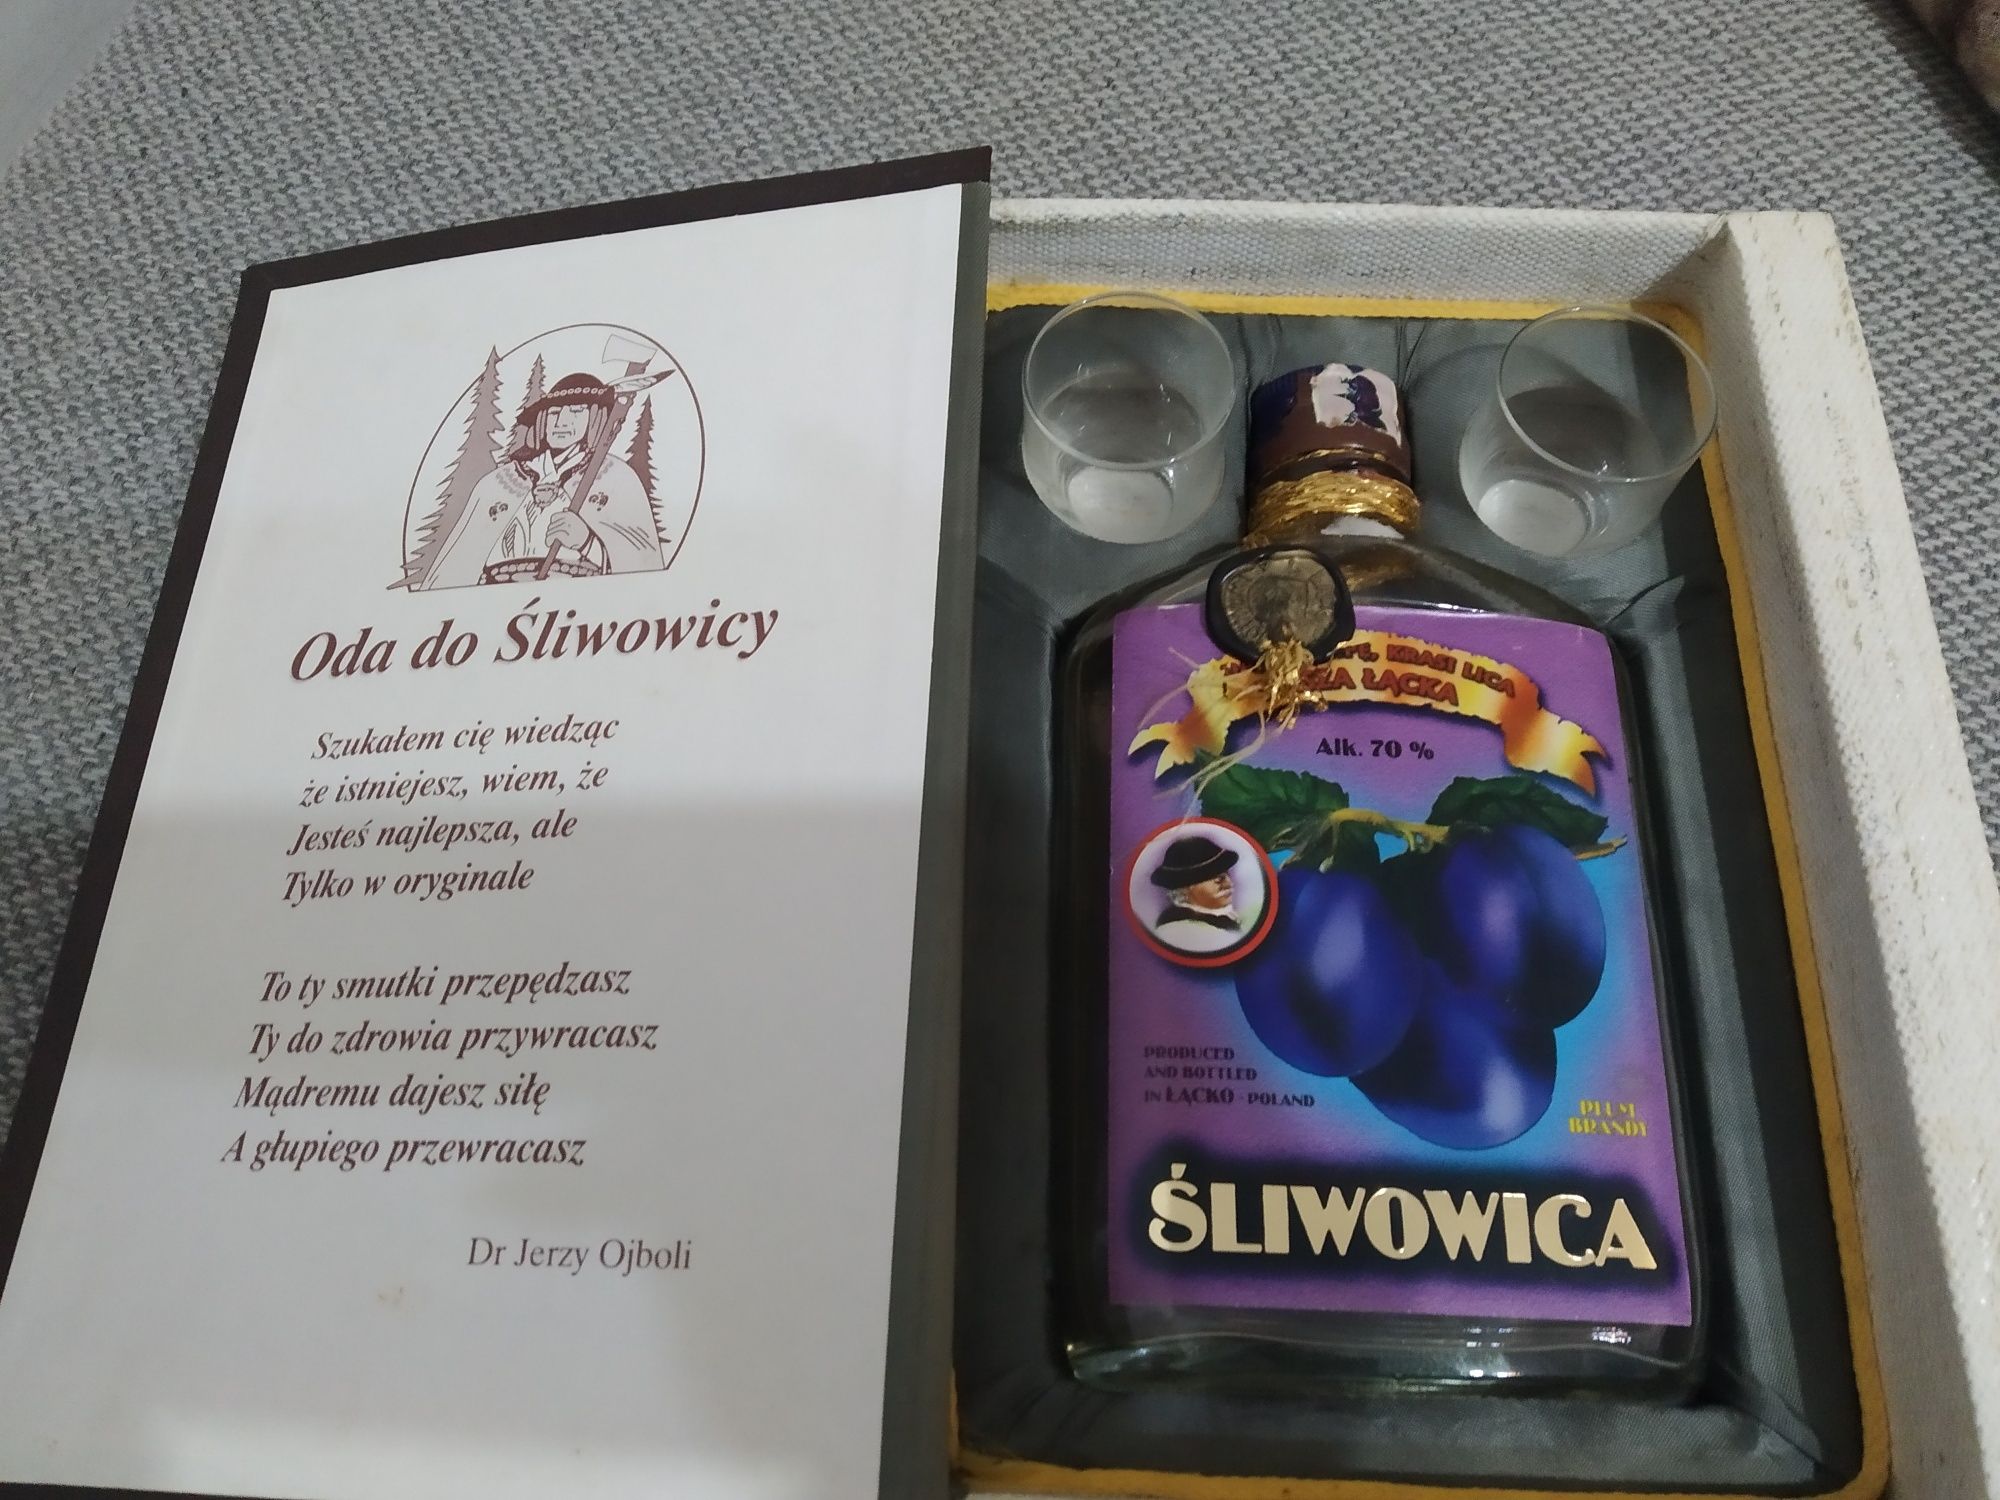 Oda do Śliwowicy
Szukałem cię wiedząc
że istniejesz, wiem, że
Jesteś najlepsza, ale
Tylko w oryginale
To ty smutki przepędzasz
Ty do zdrowia przywracasz
Mądremu dajesz siłę
A głupiego przewracasz
Dr Jerzy Ojboli
KRASI LICA
ŁĄCKA
Alk. 70 %
PRODUCED
AND BOTTLED
IN ŁĄCKO - POLAND
PLUM
BRANDY
ŚLIWOWICA